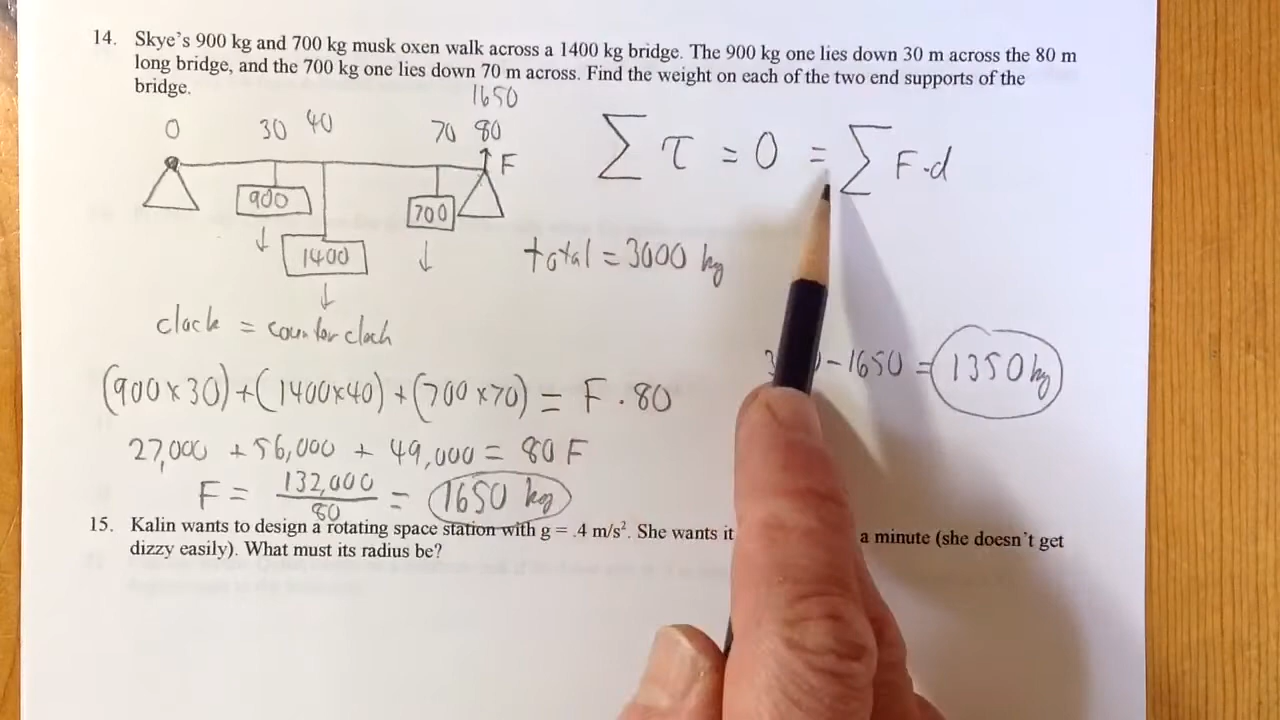 14. Skye's 900 kg and 700 kg musk oxen walk across a 1400 kg bridge. The 900 kg one lies down 30 m across the 80 m
long bridge, and the 700 kg one lies down 70 m across. Find the weight on each of the two end supports of the
bridge.
1650
0 30 40 70 80
F
Σ τ = 0 = Σ F·d
900
700
1400
total = 3000 kg
clock = counterclock
-1650 = 1350 kg
(900 x 30) + (1400x40) + (700 x 70) = F . 80
27,000 + 56,000 + 49,000 = 80 F
F = 132,000 / 80 = 1650 kg
15. Kalin wants to design a rotating space station with g = .4 m/s². She wants it a minute (she doesn't get
dizzy easily). What must its radius be?